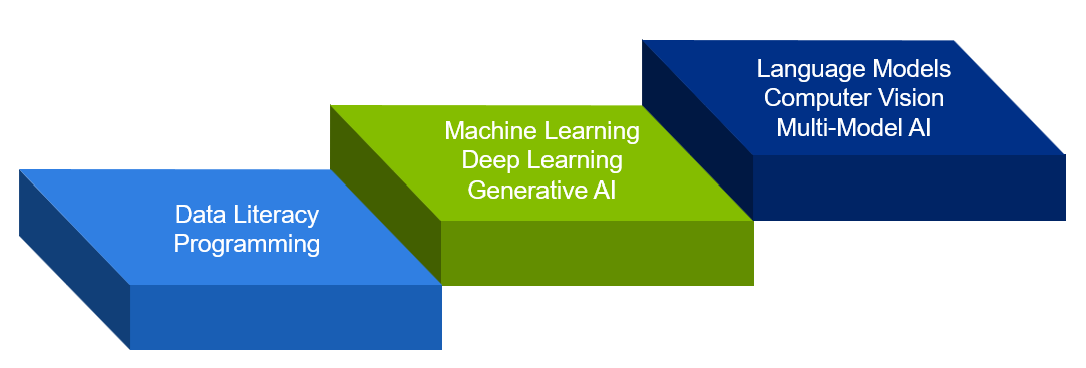 Data Literacy
Programming
Machine Learning
Deep Learning
Generative AI
Language Models
Computer Vision
Multi-Model AI